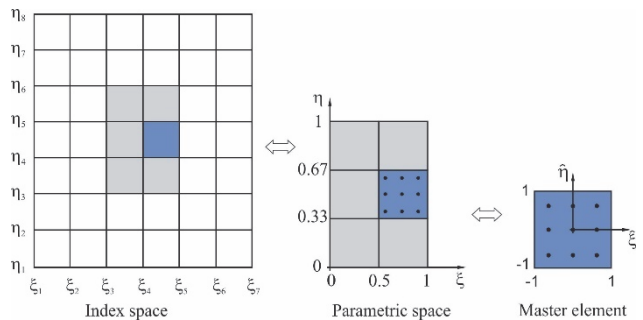 η₈
η₇
η₆
η₅
η₄
η₃
η₂
η₁
ξ₁ ξ₂ ξ₃ ξ₄ ξ₅ ξ₆ ξ₇
Index space
η
1
0.67
0.33
0
0 0.5 1 ξ
Parametric space
η̂
1
ξ
-1
-1 1
Master element